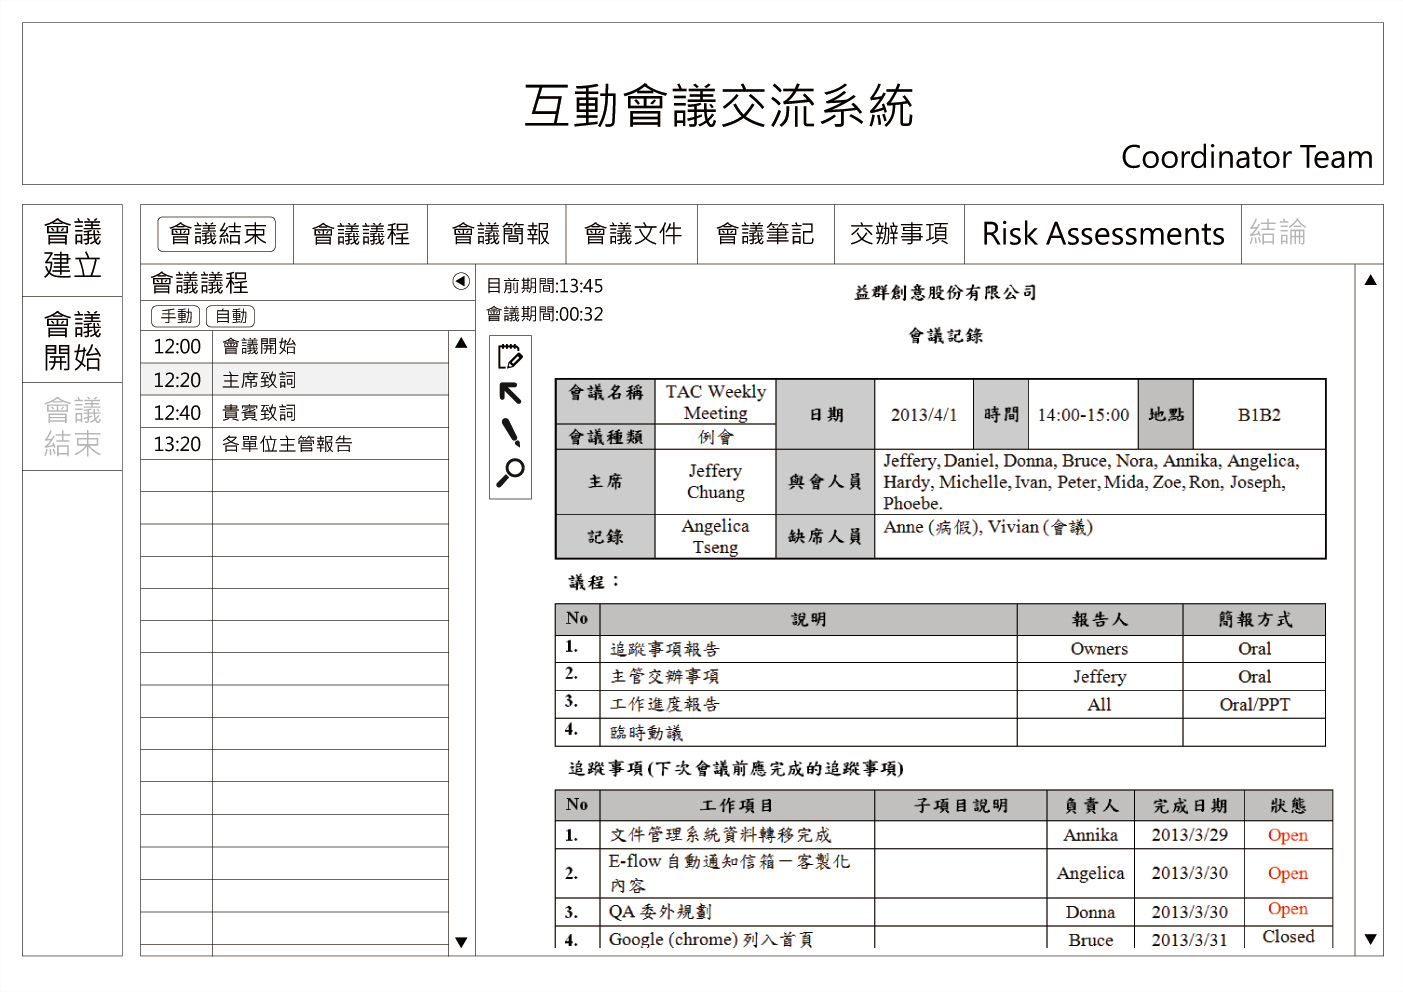 互動會議交流系統
Coordinator Team
會議
建立
會議
開始
會議
結束
會議結束 會議議程 會議簡報 會議文件 會議筆記 交辦事項 Risk Assessments 結論
會議議程
手動 自動
12:00 會議開始
12:20 主席致詞
12:40 貴賓致詞
13:20 各單位主管報告
目前期間:13:45
會議期間:00:32
益群創意股份有限公司
會議記錄
會議名稱 TAC Weekly Meeting 日期 2013/4/1 時間 14:00-15:00 地點 B1B2
會議種類 例會
主席 Jeffery Chuang 與會人員 Jeffery, Daniel, Donna, Bruce, Nora, Annika, Angelica,
Hardy, Michelle, Ivan, Peter, Mida, Zoe, Ron, Joseph,
Phoebe.
記錄 Angelica Tseng 缺席人員 Anne (病假), Vivian (會議)
議程：
No 說明 報告人 簡報方式
1. 追蹤事項報告 Owners Oral
2. 主管交辦事項 Jeffery Oral
3. 工作進度報告 All Oral/PPT
4. 臨時動議
追蹤事項(下次會議前應完成的追蹤事項)
No 工作項目 子項目說明 負責人 完成日期 狀態
1. 文件管理系統資料轉移完成 Annika 2013/3/29 Open
2. E-flow 自動通知信箱－客製化
內容 Angelica 2013/3/30 Open
3. QA 委外規劃 Donna 2013/3/30 Open
4. Google (chrome) 列入首頁 Bruce 2013/3/31 Closed